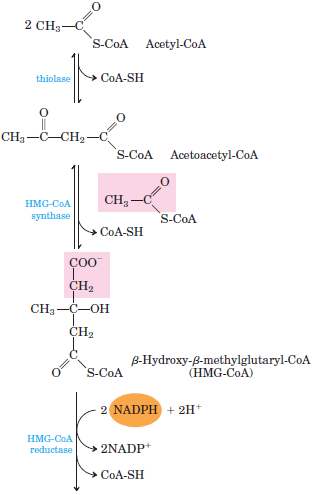 O
2 CH3—C
S-CoA Acetyl-CoA
thiolase
CoA-SH
O
O
CH3—C—CH2—C
S-CoA Acetoacetyl-CoA
O
CH3—C
S-CoA
HMG-CoA
synthase
CoA-SH
COO−
CH2
CH3—C—OH
CH2
C
O S-CoA
β-Hydroxy-β-methylglutaryl-CoA
(HMG-CoA)
2 NADPH + 2H+
HMG-CoA
reductase
2NADP+
CoA-SH